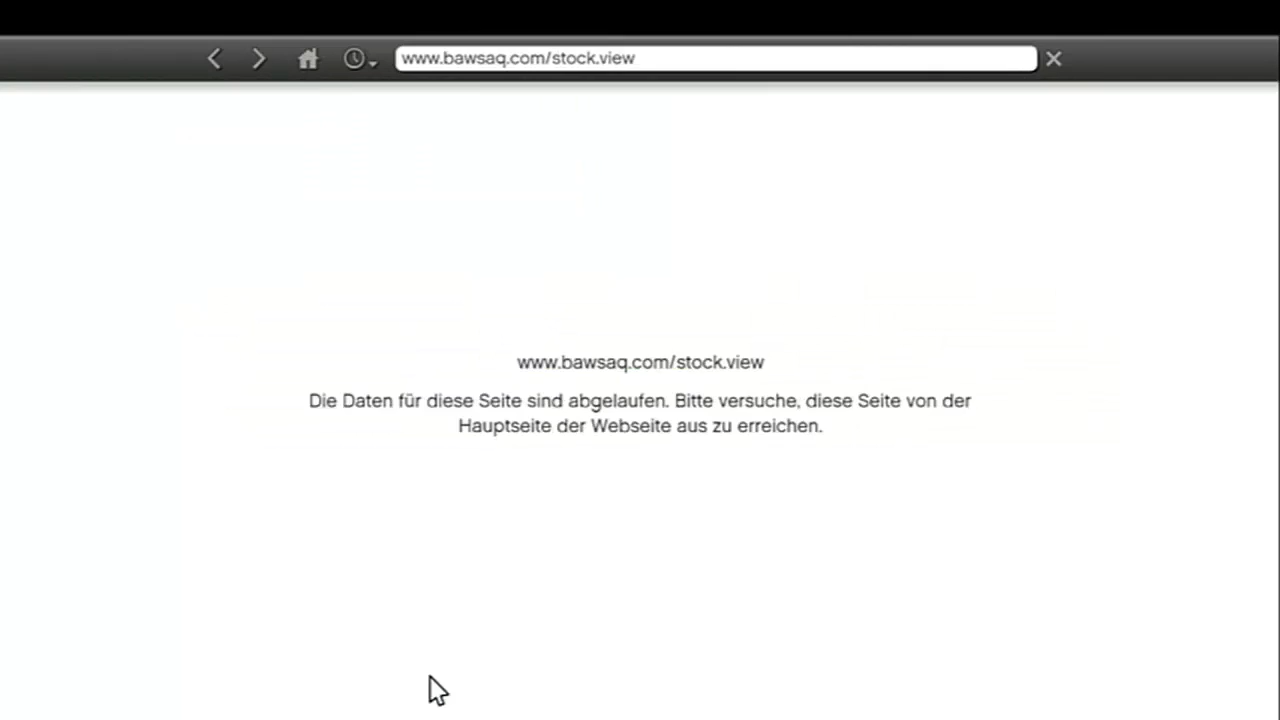 www.bawsaq.com/stock.view
www.bawsaq.com/stock.view
Die Daten für diese Seite sind abgelaufen. Bitte versuche, diese Seite von der
Hauptseite der Webseite aus zu erreichen.